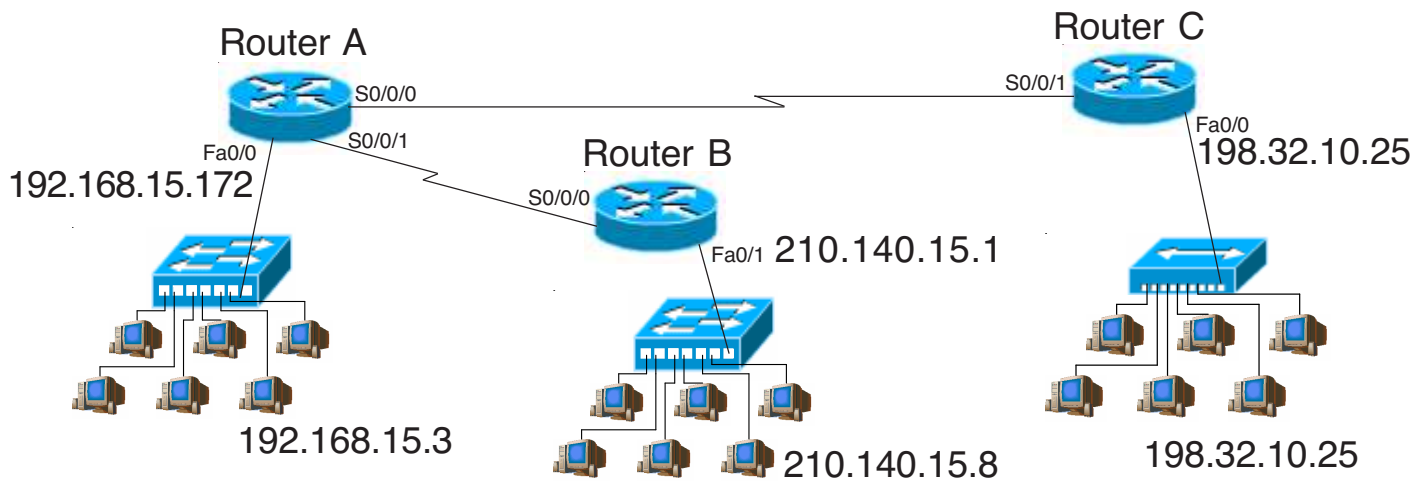 Router A
Router C
S0/0/0
S0/0/1
S0/0/1
Fa0/0
192.168.15.172
Router B
S0/0/0
Fa0/0
198.32.10.25
Fa0/1
210.140.15.1
192.168.15.3
210.140.15.8
198.32.10.25